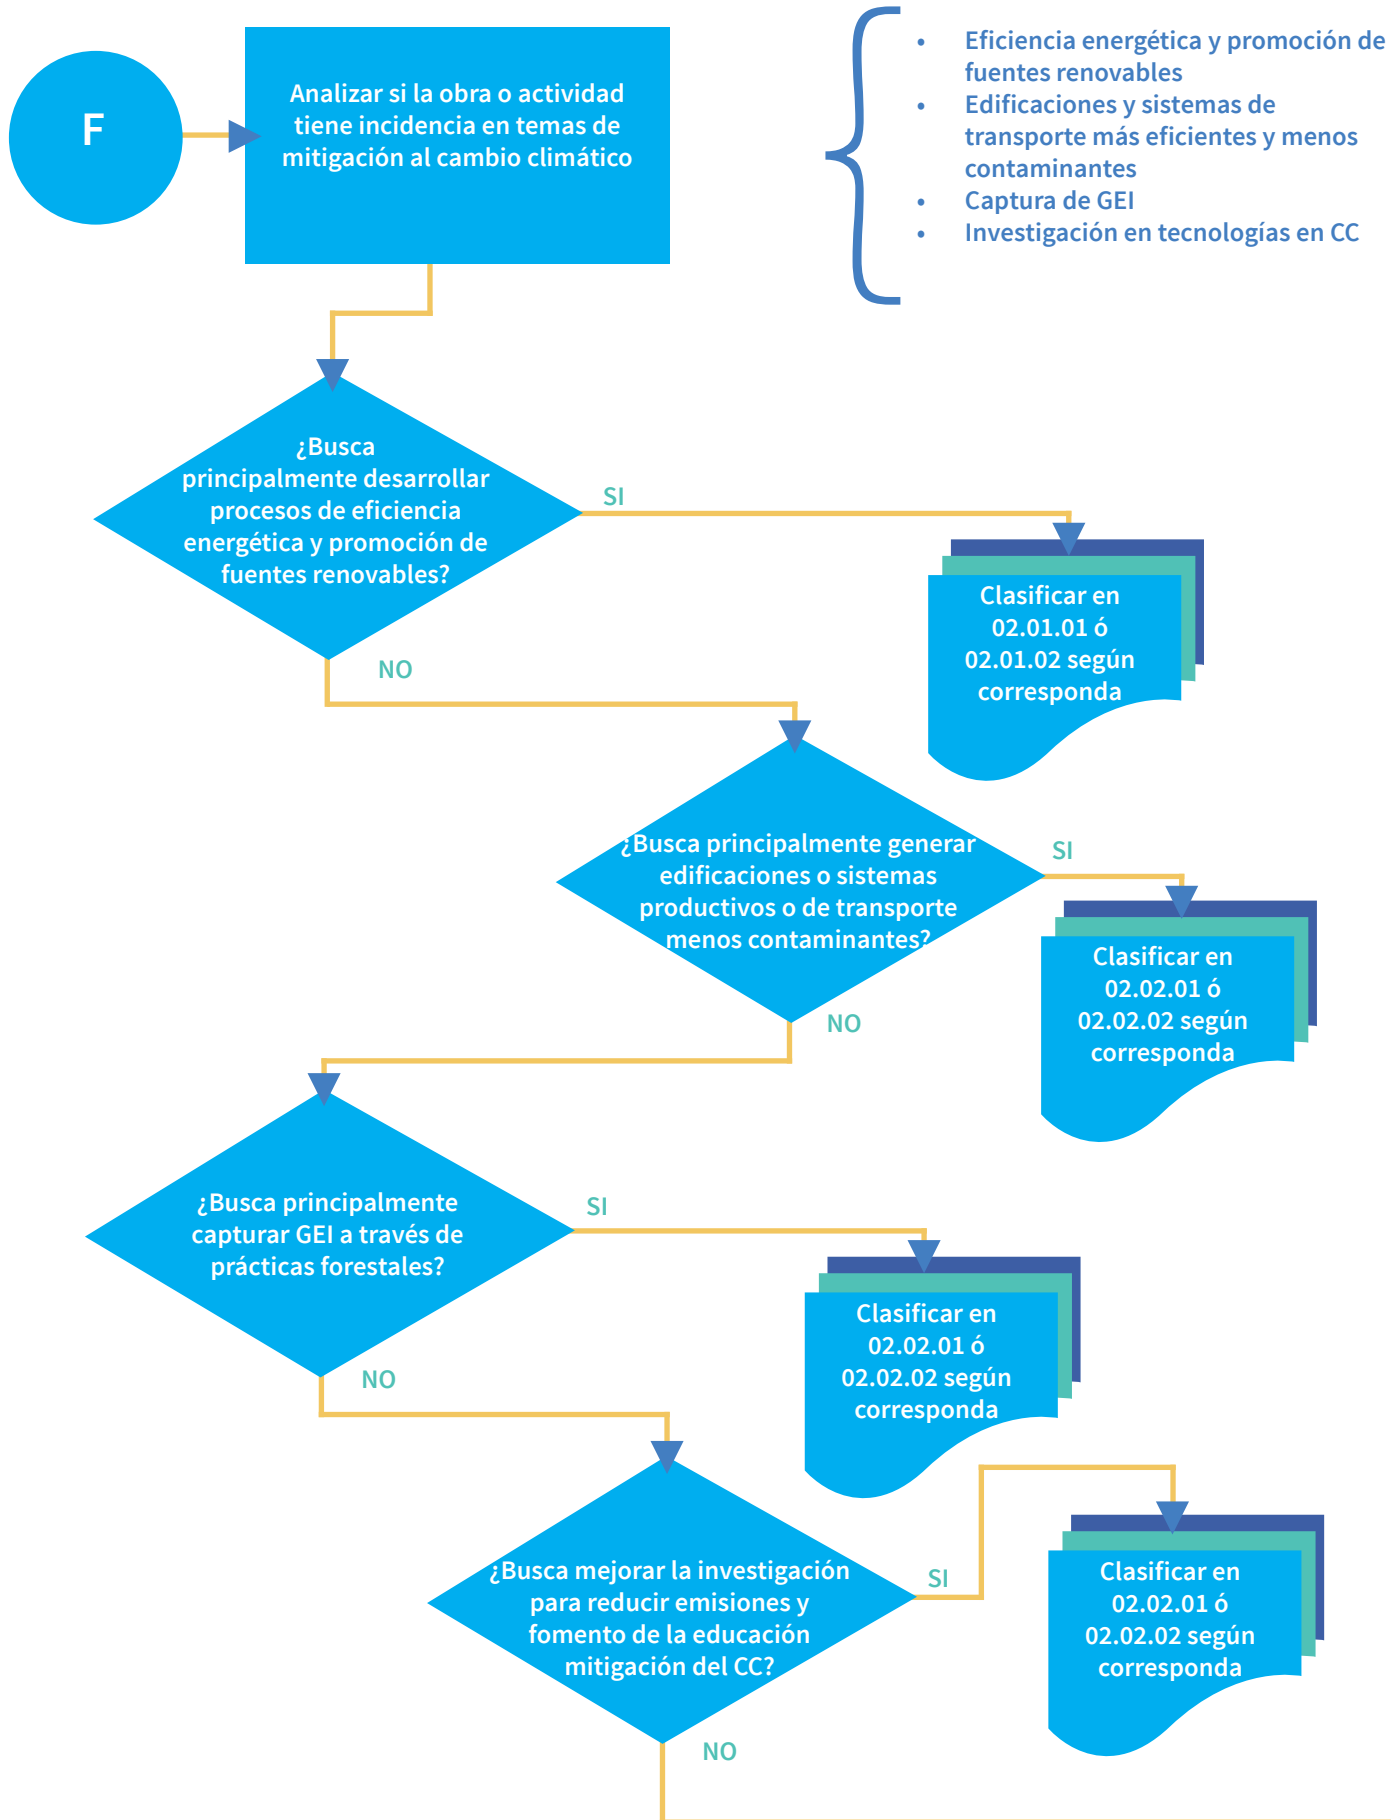 F
Analizar si la obra o actividad
tiene incidencia en temas de
mitigación al cambio climático
• Eficiencia energética y promoción de
fuentes renovables
• Edificaciones y sistemas de
transporte más eficientes y menos
contaminantes
• Captura de GEI
• Investigación en tecnologías en CC
¿Busca
principalmente desarrollar
procesos de eficiencia
energética y promoción de
fuentes renovables?
SI
Clasificar en
02.01.01 ó
02.01.02 según
corresponda
NO
¿Busca principalmente generar
edificaciones o sistemas
productivos o de transporte
menos contaminantes?
SI
Clasificar en
02.02.01 ó
02.02.02 según
corresponda
NO
¿Busca principalmente
capturar GEI a través de
prácticas forestales?
SI
Clasificar en
02.02.01 ó
02.02.02 según
corresponda
NO
¿Busca mejorar la investigación
para reducir emisiones y
fomento de la educación
mitigación del CC?
SI
Clasificar en
02.02.01 ó
02.02.02 según
corresponda
NO